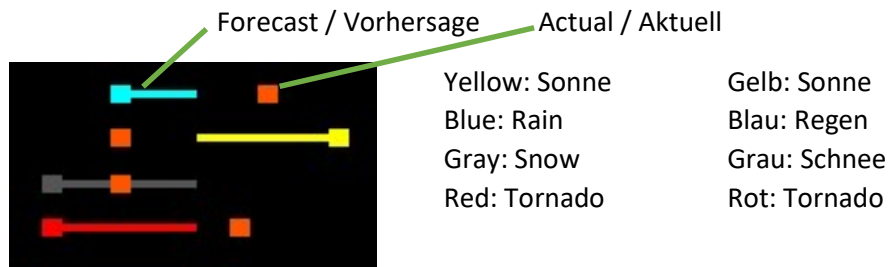 Forecast / Vorhersage Actual / Aktuell
Yellow: Sonne Gelb: Sonne
Blue: Rain Blau: Regen
Gray: Snow Grau: Schnee
Red: Tornado Rot: Tornado